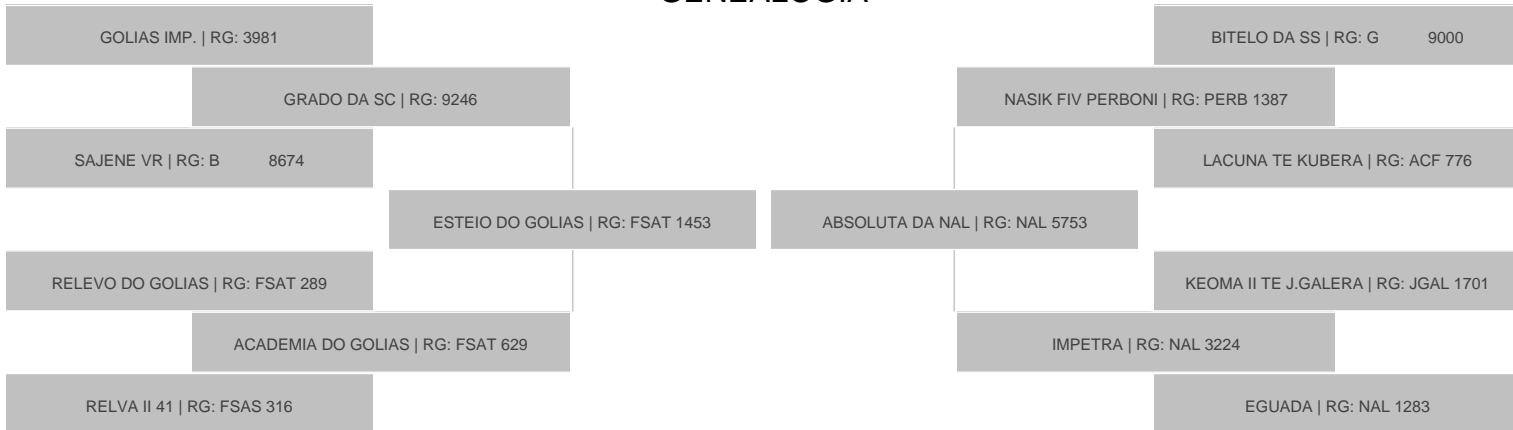 GENEALOGIA
GOLIAS IMP. | RG: 3981
BITELO DA SS | RG: G 9000
GRADO DA SC | RG: 9246
NASIK FIV PERBONI | RG: PERB 1387
SAJENE VR | RG: B 8674
LACUNA TE KUBERA | RG: ACF 776
ESTEIO DO GOLIAS | RG: FSAT 1453
ABSOLUTA DA NAL | RG: NAL 5753
RELEVO DO GOLIAS | RG: FSAT 289
KEOMA II TE J.GALERA | RG: JGAL 1701
ACADEMIA DO GOLIAS | RG: FSAT 629
IMPETRA | RG: NAL 3224
RELVA II 41 | RG: FSAS 316
EGUADA | RG: NAL 1283